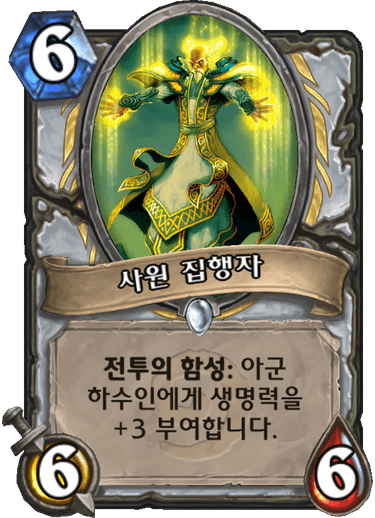 6
사원 집행자
전투의 함성: 아군
하수인에게 생명력을
+3 부여합니다.
6
6